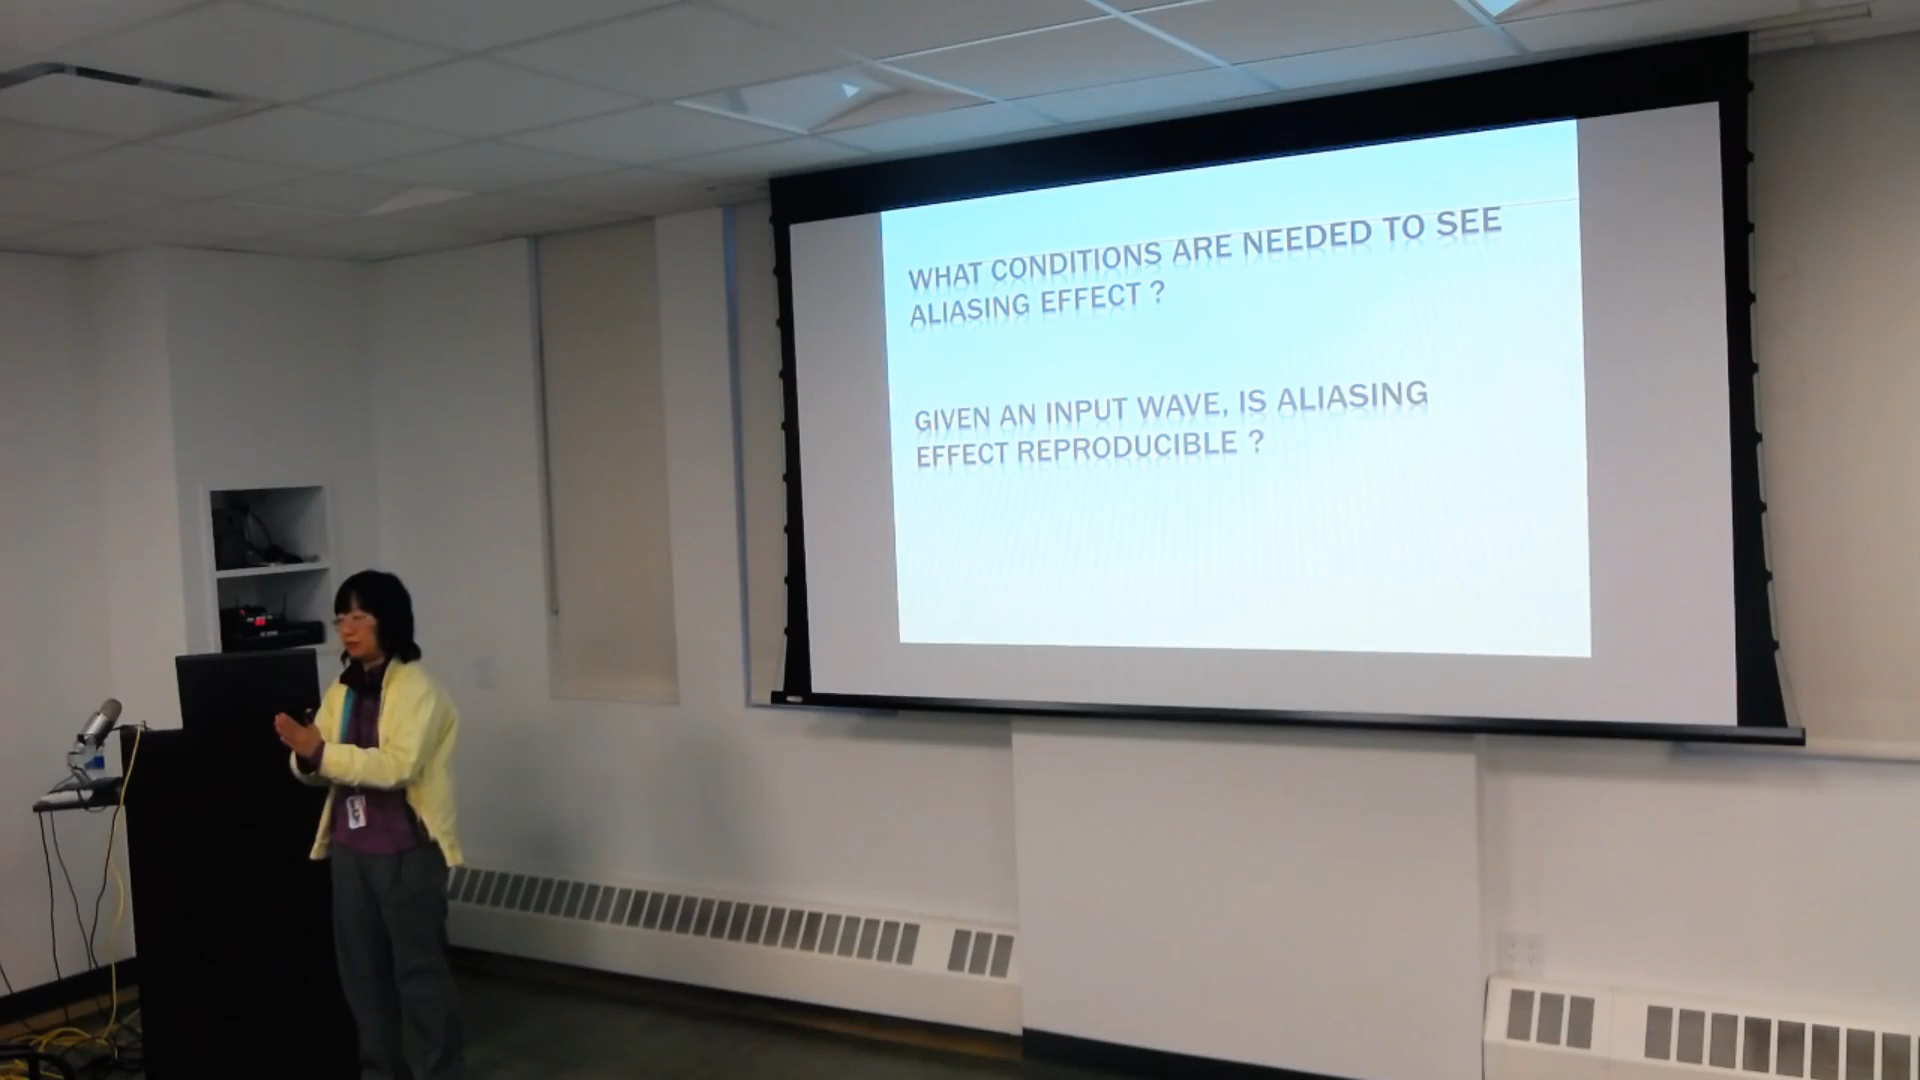 WHAT CONDITIONS ARE NEEDED TO SEE
ALIASING EFFECT ?
GIVEN AN INPUT WAVE, IS ALIASING
EFFECT REPRODUCIBLE ?